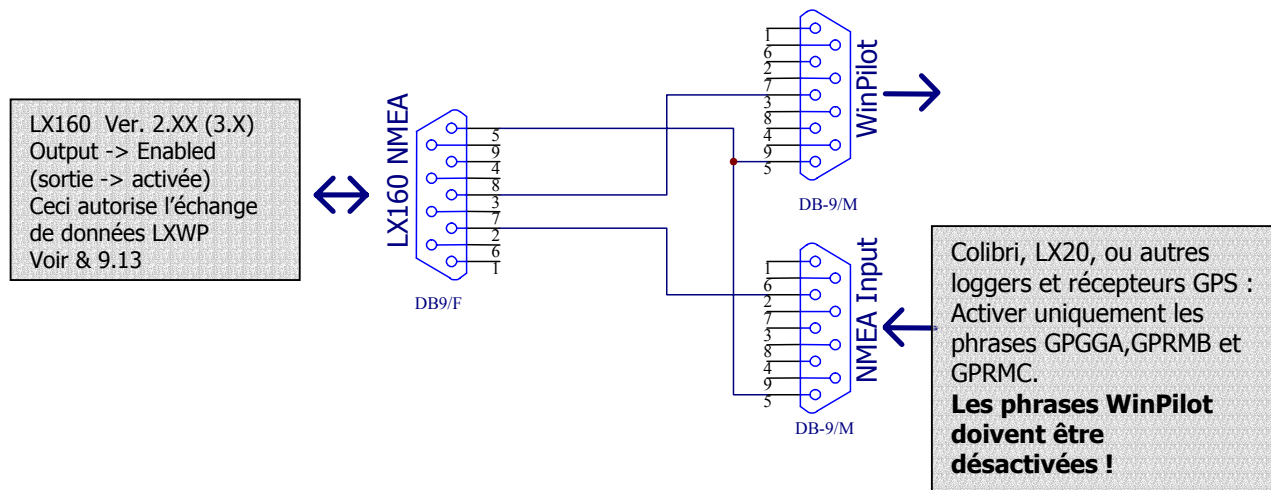 LX160 Ver. 2.XX (3.X)
Output -> Enabled
(sortie -> activée)
Ceci autorise l'échange
de données LXWP
Voir & 9.13
LX160 NMEA
5
9
4
8
3
7
2
6
1
DB9/F
1
6
2
7
3
8
4
9
5
WinPilot
DB-9/M
1
6
2
7
3
8
4
9
5
NMEA Input
DB-9/M
Colibri, LX20, ou autres
loggers et récepteurs GPS :
Activer uniquement les
phrases GPGGA,GPRMB et
GPRMC.
Les phrases WinPilot
doivent être
désactivées !